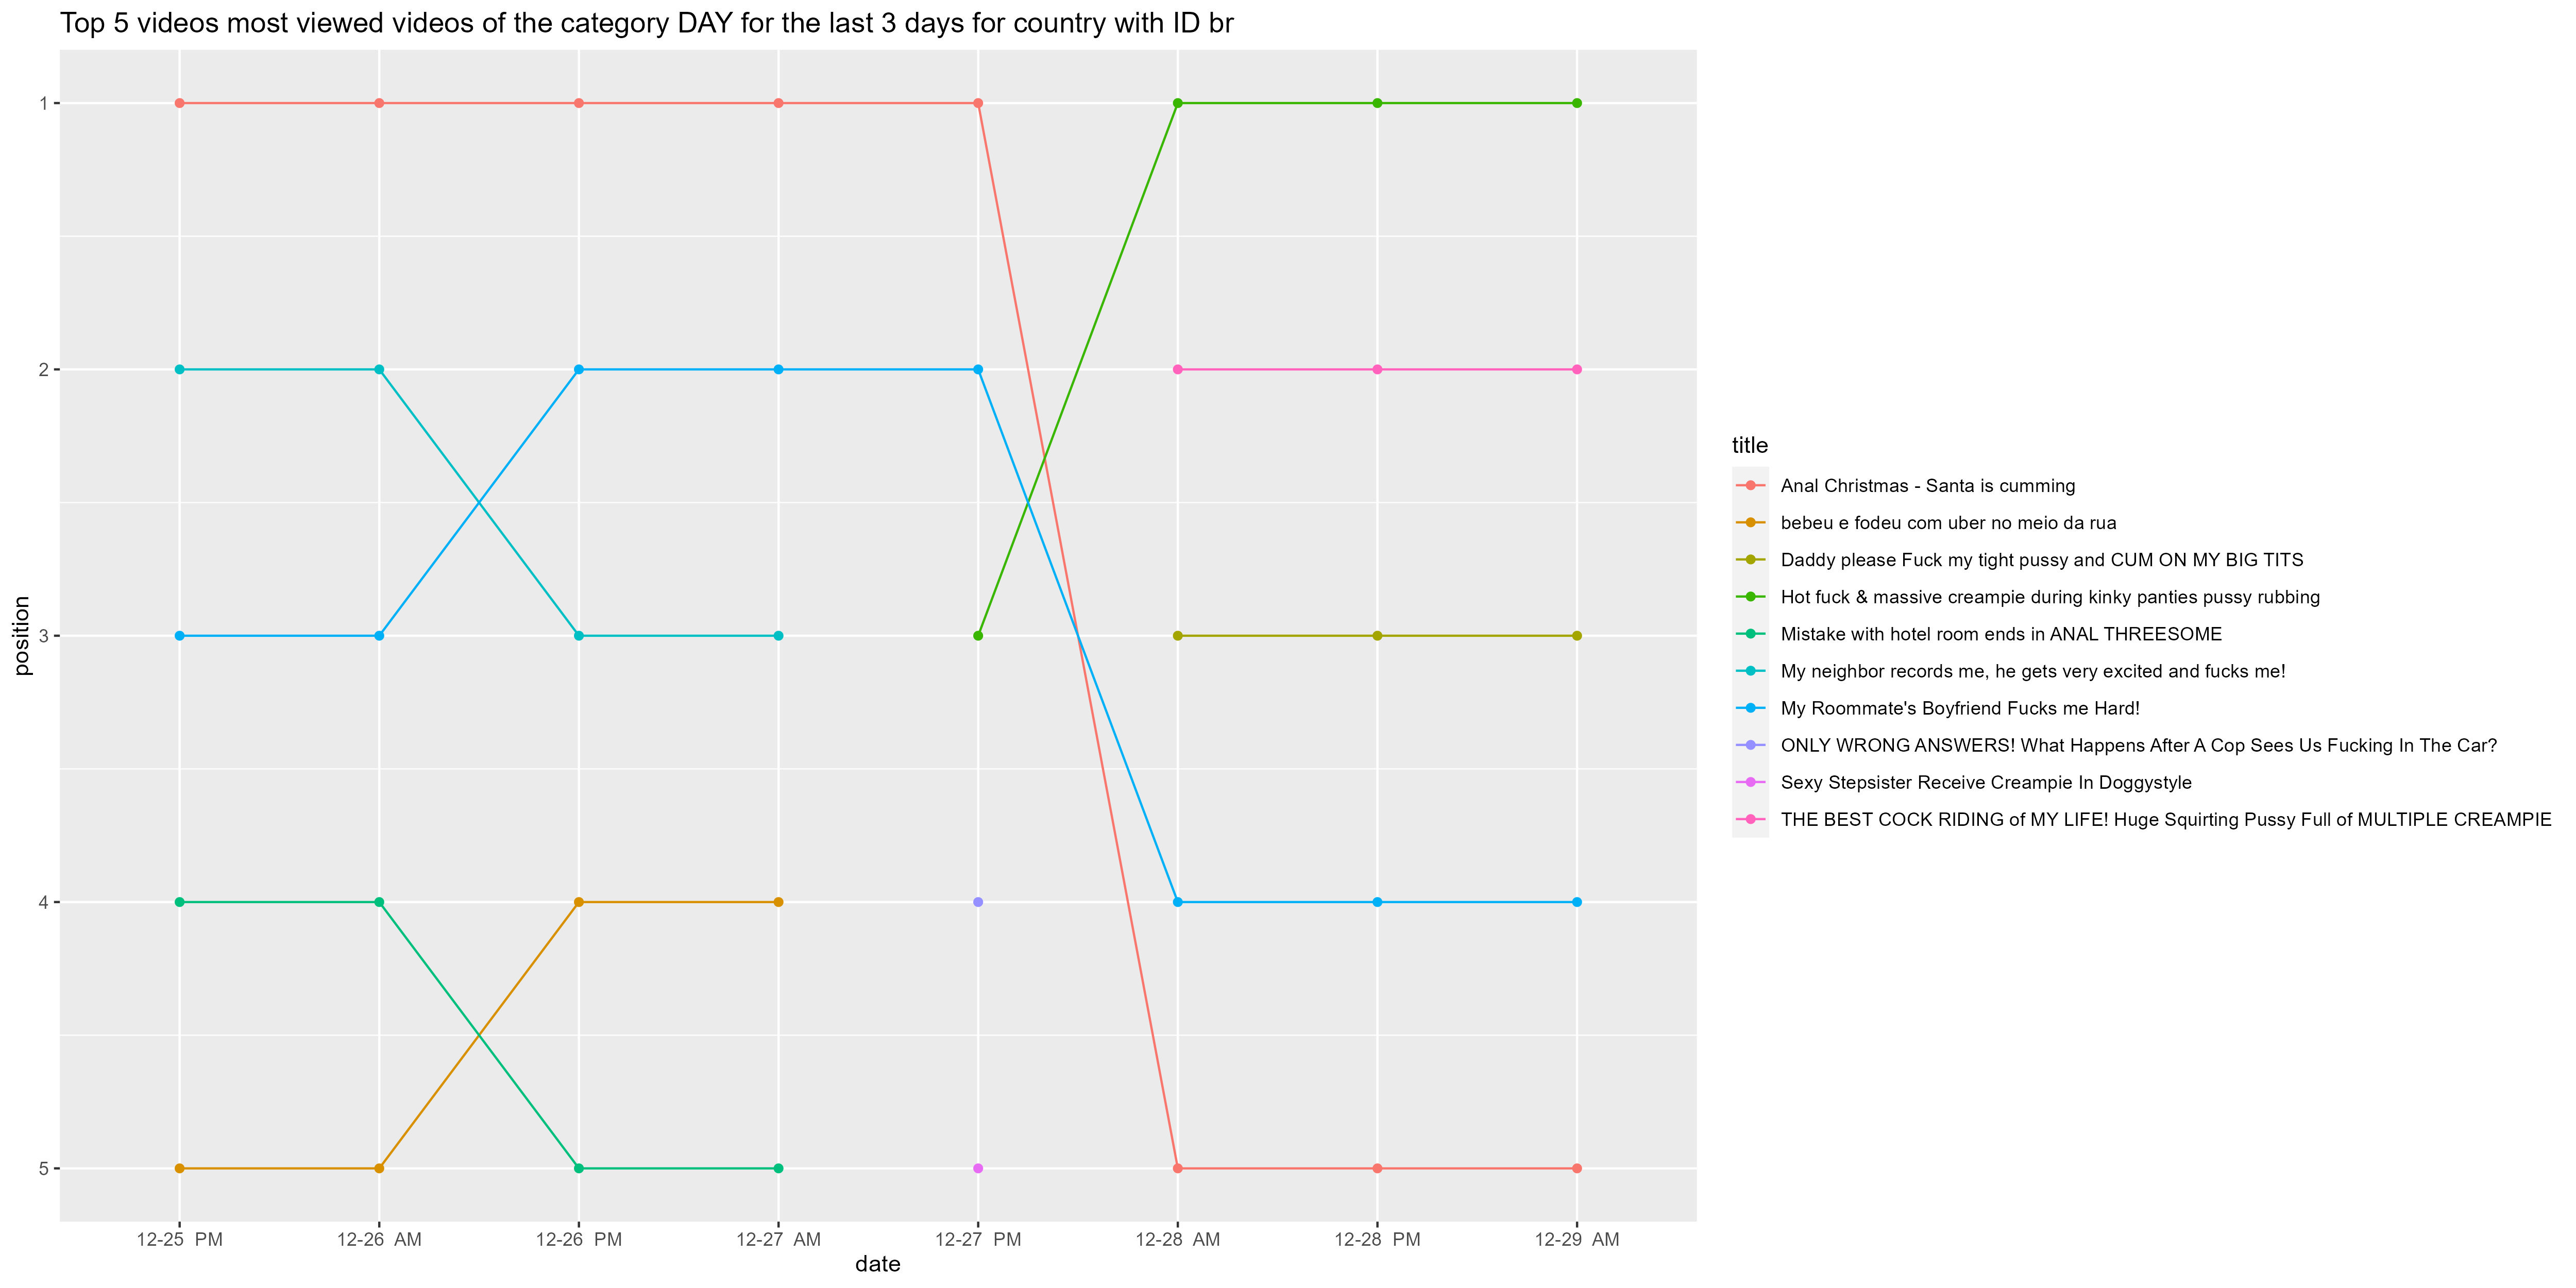 Top 5 videos most viewed videos of the category DAY for the last 3 days for country with ID br
position
1
2
3
4
5
12-25 PM
12-26 AM
12-26 PM
12-27 AM
12-27 PM
12-28 AM
12-28 PM
12-29 AM
date
title
Anal Christmas - Santa is cumming
bebeu e fodeu com uber no meio da rua
Daddy please Fuck my tight pussy and CUM ON MY BIG TITS
Hot fuck & massive creampie during kinky panties pussy rubbing
Mistake with hotel room ends in ANAL THREESOME
My neighbor records me, he gets very excited and fucks me!
My Roommate's Boyfriend Fucks me Hard!
ONLY WRONG ANSWERS! What Happens After A Cop Sees Us Fucking In The Car?
Sexy Stepsister Receive Creampie In Doggystyle
THE BEST COCK RIDING of MY LIFE! Huge Squirting Pussy Full of MULTIPLE CREAMPIE